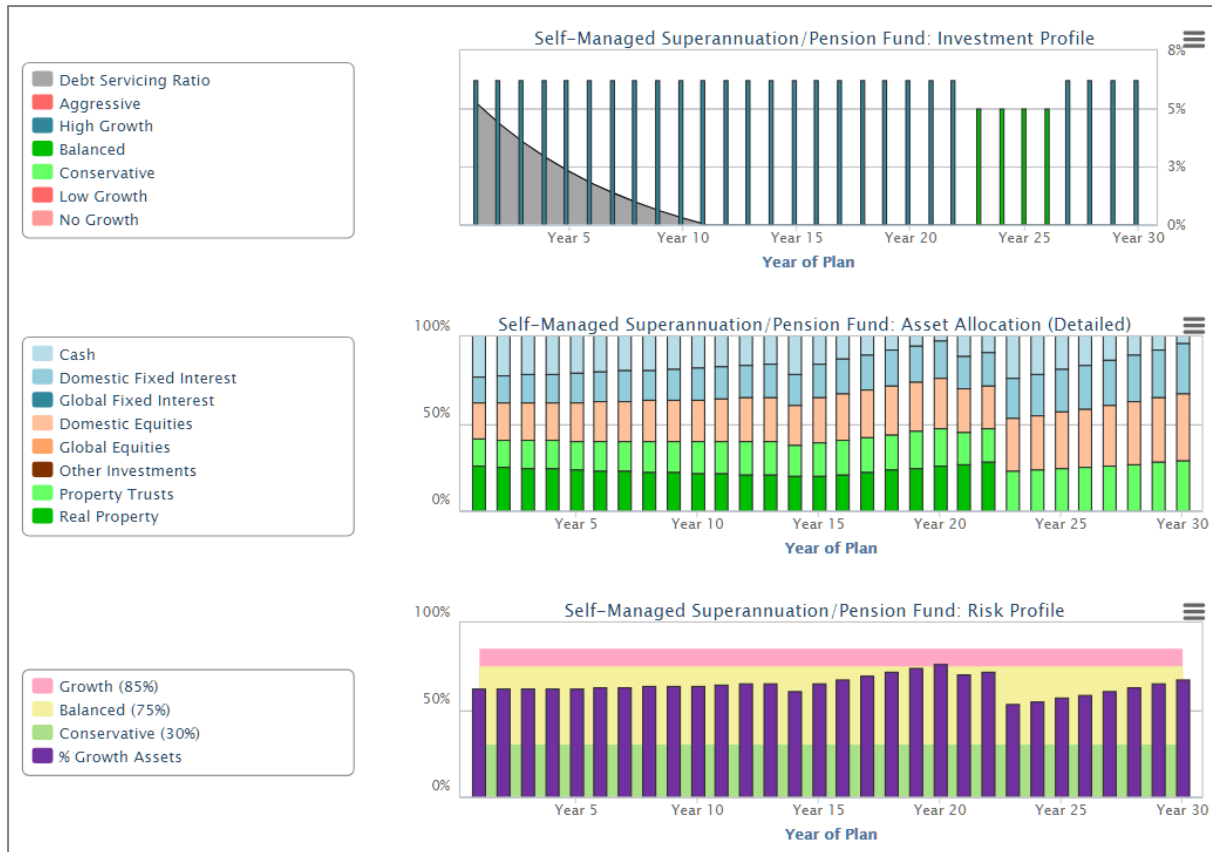 Self-Managed Superannuation/Pension Fund: Investment Profile
Debt Servicing Ratio
Aggressive
High Growth
Balanced
Conservative
Low Growth
No Growth
8%
5%
3%
0%
Year 5 Year 10 Year 15 Year 20 Year 25 Year 30
Year of Plan
Self-Managed Superannuation/Pension Fund: Asset Allocation (Detailed)
Cash
Domestic Fixed Interest
Global Fixed Interest
Domestic Equities
Global Equities
Other Investments
Property Trusts
Real Property
100%
50%
0%
Year 5 Year 10 Year 15 Year 20 Year 25 Year 30
Year of Plan
Self-Managed Superannuation/Pension Fund: Risk Profile
Growth (85%)
Balanced (75%)
Conservative (30%)
% Growth Assets
100%
50%
0%
Year 5 Year 10 Year 15 Year 20 Year 25 Year 30
Year of Plan